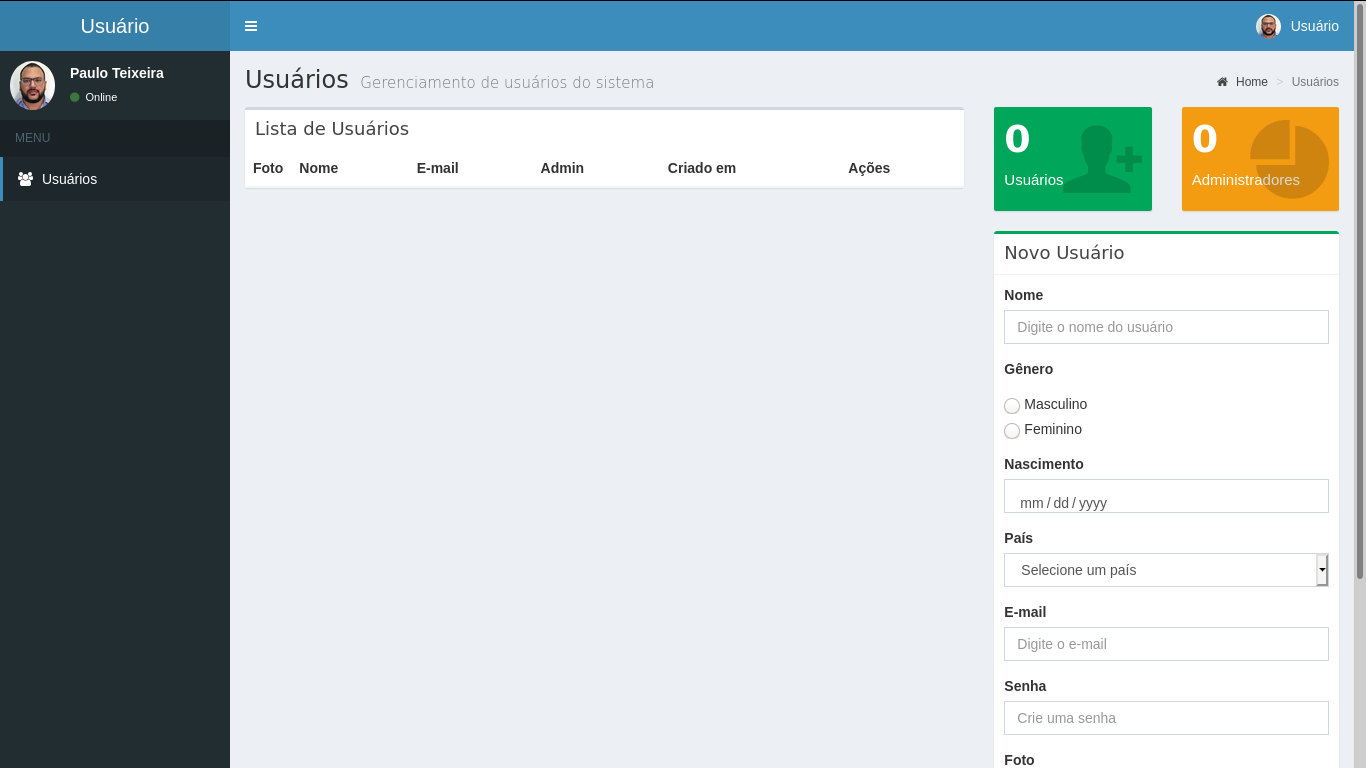 Usuário
Usuário
Paulo Teixeira
Online
MENU
Usuários
Usuários Gerenciamento de usuários do sistema
Home > Usuários
Lista de Usuários
Foto Nome E-mail Admin Criado em Ações
0
Usuários
0
Administradores
Novo Usuário
Nome
Digite o nome do usuário
Gênero
Masculino
Feminino
Nascimento
mm / dd / yyyy
País
Selecione um país
E-mail
Digite o e-mail
Senha
Crie uma senha
Foto